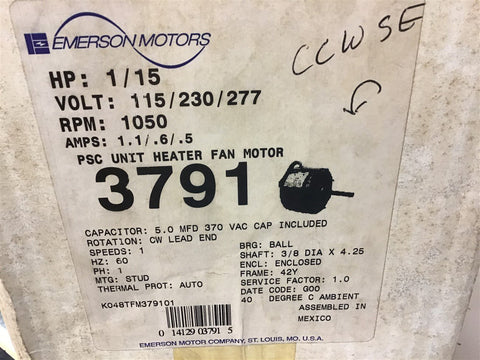 EMERSON MOTORS
CCW SE
HP: 1/15
VOLT: 115/230/277
RPM: 1050
AMPS: 1.1/.6/.5
PSC UNIT HEATER FAN MOTOR
3791
CAPACITOR: 5.0 MFD 370 VAC CAP INCLUDED
ROTATION: CW LEAD END
SPEEDS: 1
HZ: 60
PH: 1
MTG: STUD
THERMAL PROT: AUTO
BRG: BALL
SHAFT: 3/8 DIA X 4.25
ENCL: ENCLOSED
FRAME: 42Y
SERVICE FACTOR: 1.0
DATE CODE: G00
40 DEGREE C AMBIENT
K048TFM379101
ASSEMBLED IN
MEXICO
0 14129 03791 5
EMERSON MOTOR COMPANY, ST. LOUIS, MO. U.S.A.